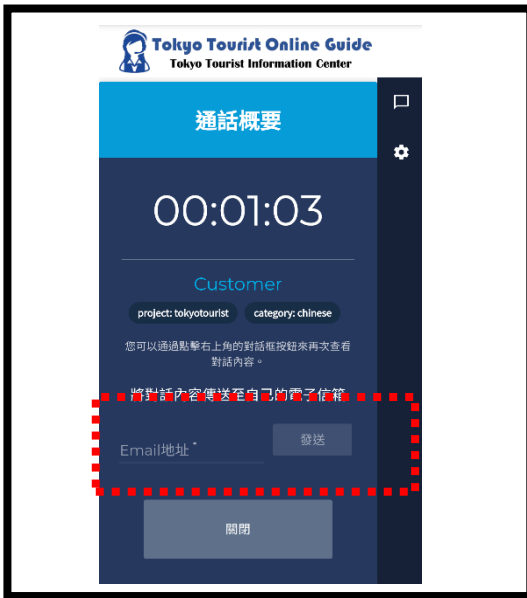 Tokyo Tourist Online Guide
Tokyo Tourist Information Center
通話概要
00:01:03
Customer
project: tokyotourist category: chinese
您可以通過點擊右上角的對話框按鈕來再次查看
對話內容。
將對話內容傳送至自己的電子信箱
Email地址 *
發送
關閉